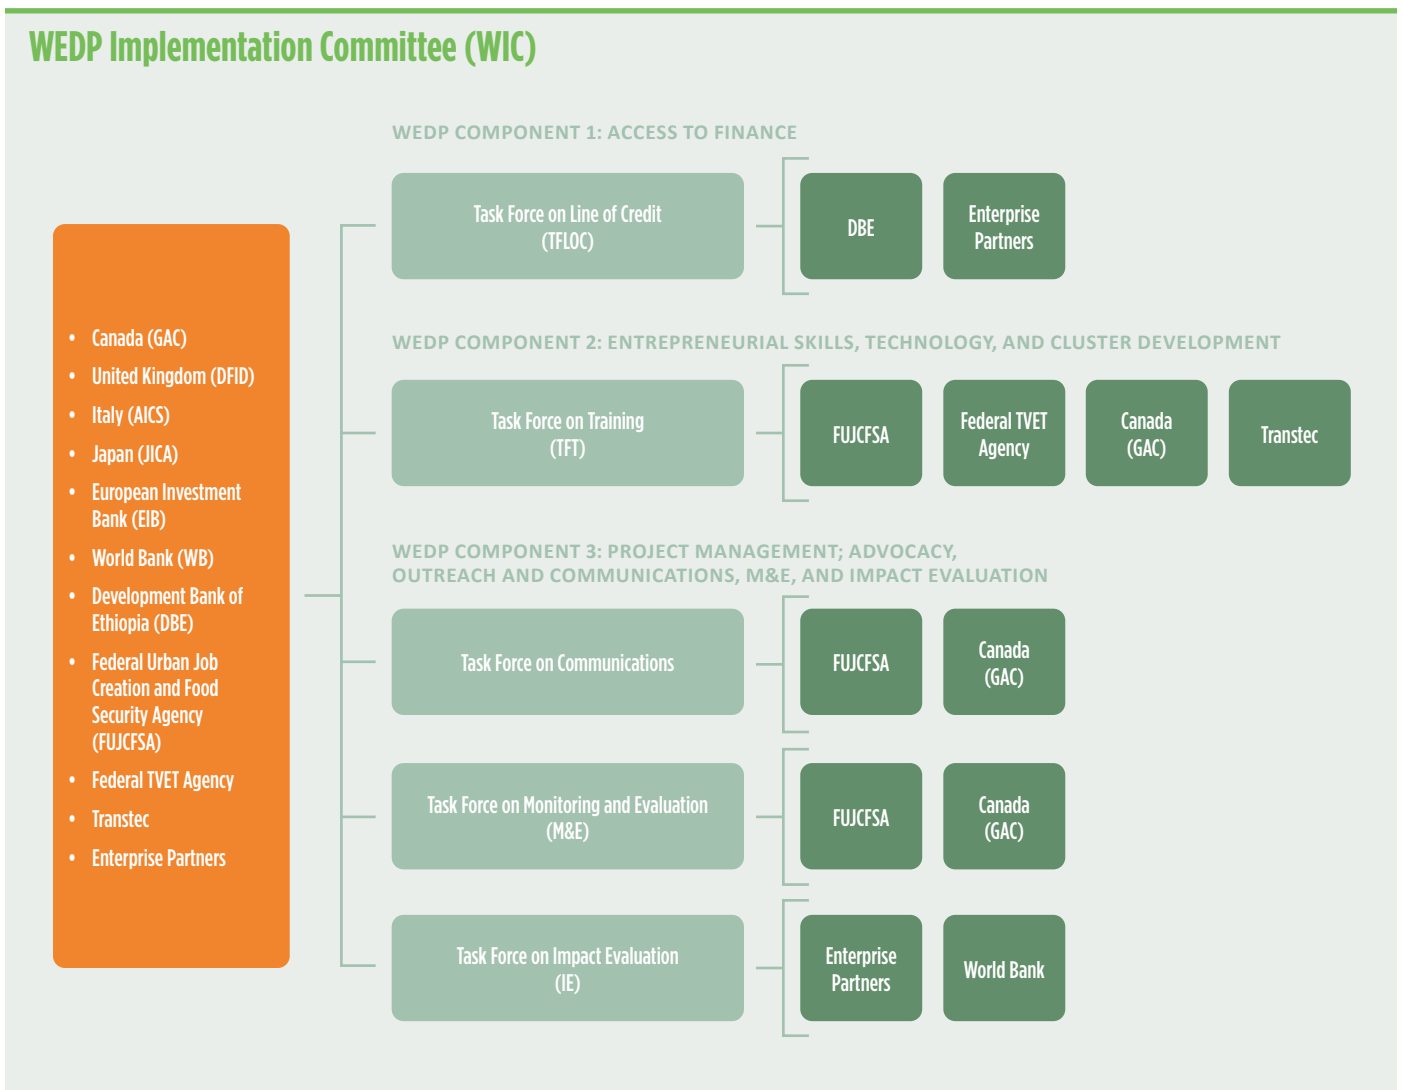 WEDP Implementation Committee (WIC)
• Canada (GAC)
• United Kingdom (DFID)
• Italy (AICS)
• Japan (JICA)
• European Investment
Bank (EIB)
• World Bank (WB)
• Development Bank of
Ethiopia (DBE)
• Federal Urban Job
Creation and Food
Security Agency
(FUJCFSA)
• Federal TVET Agency
• Transtec
• Enterprise Partners
WEDP COMPONENT 1: ACCESS TO FINANCE
Task Force on Line of Credit
(TFLOC)
DBE
Enterprise
Partners
WEDP COMPONENT 2: ENTREPRENEURIAL SKILLS, TECHNOLOGY, AND CLUSTER DEVELOPMENT
Task Force on Training
(TFT)
FUJCFSA
Federal TVET
Agency
Canada
(GAC)
Transtec
WEDP COMPONENT 3: PROJECT MANAGEMENT; ADVOCACY,
OUTREACH AND COMMUNICATIONS, M&E, AND IMPACT EVALUATION
Task Force on Communications
FUJCFSA
Canada
(GAC)
Task Force on Monitoring and Evaluation
(M&E)
FUJCFSA
Canada
(GAC)
Task Force on Impact Evaluation
(IE)
Enterprise
Partners
World Bank